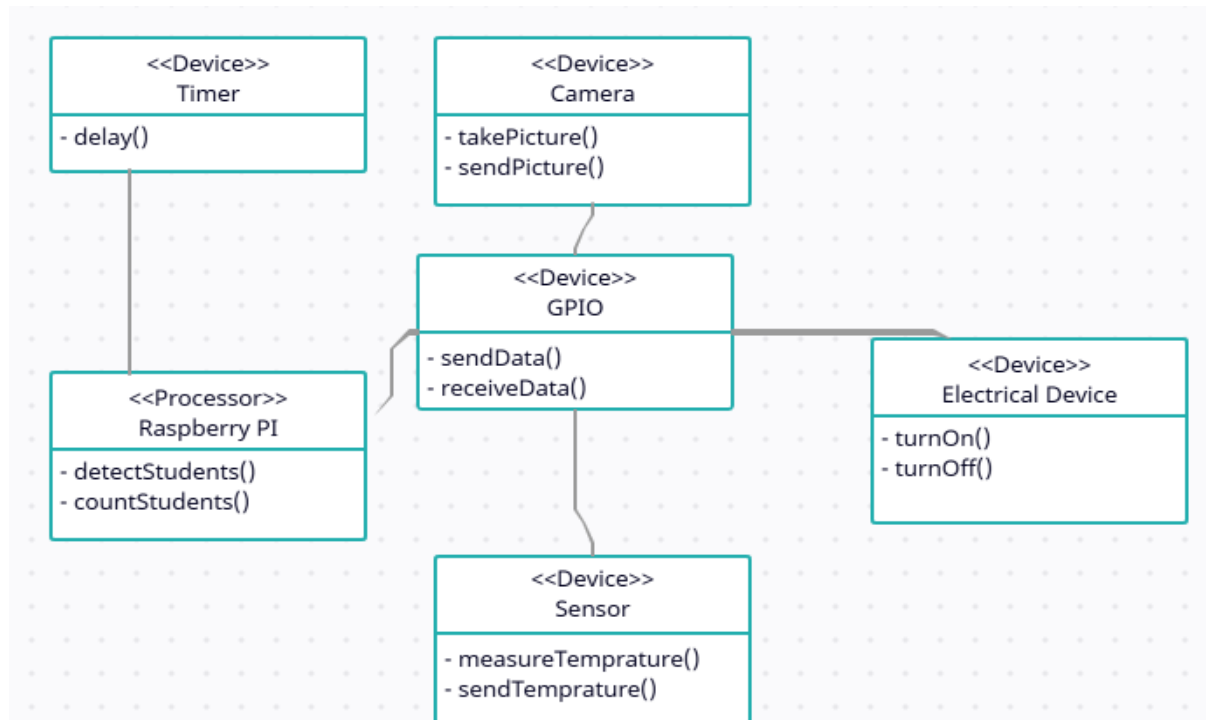 <<Device>>
Timer
- delay()
<<Device>>
Camera
- takePicture()
- sendPicture()
<<Device>>
GPIO
- sendData()
- receiveData()
<<Device>>
Electrical Device
- turnOn()
- turnOff()
<<Processor>>
Raspberry PI
- detectStudents()
- countStudents()
<<Device>>
Sensor
- measureTemprature()
- sendTemprature()